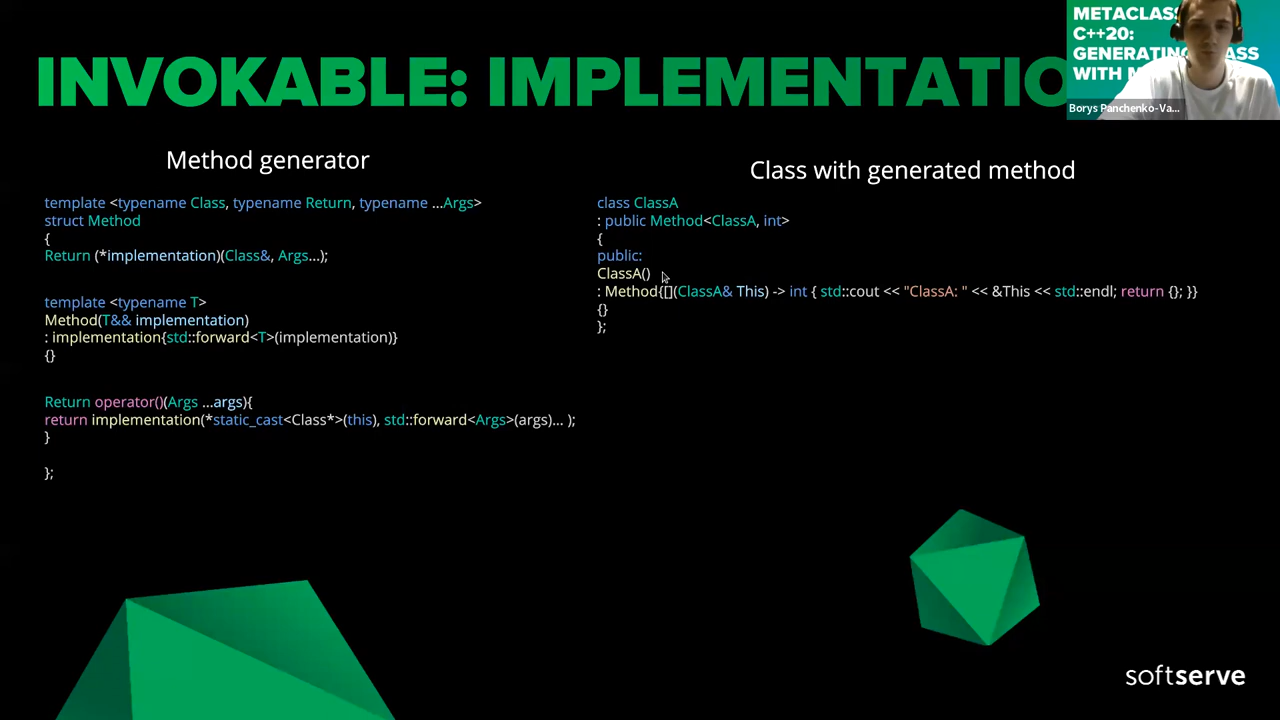 INVOKABLE: IMPLEMENTATIO
METACLASS
C++20:
GENERATING CLASS
WITH M
Borys Panchenko-Va...
Method generator
template <typename Class, typename Return, typename ...Args>
struct Method
{
Return (*implementation)(Class&, Args...);
template <typename T>
Method(T&& implementation)
: implementation{std::forward<T>(implementation)}
{}
Return operator()(Args ...args){
return implementation(*static_cast<Class*>(this), std::forward<Args>(args)... );
}
};
Class with generated method
class ClassA
: public Method<ClassA, int>
{
public:
ClassA()
: Method{[](ClassA& This) -> int { std::cout << "ClassA: " << &This << std::endl; return {}; }}
{}
};
softserve